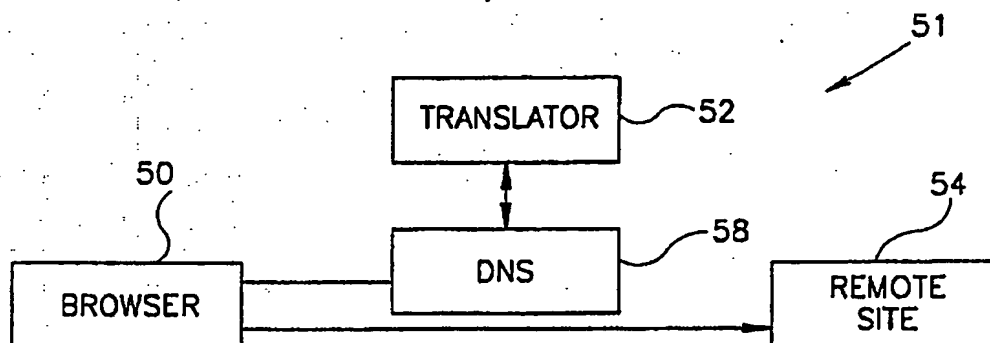 51
TRANSLATOR
52
50
54
DNS
58
BROWSER
REMOTE
SITE